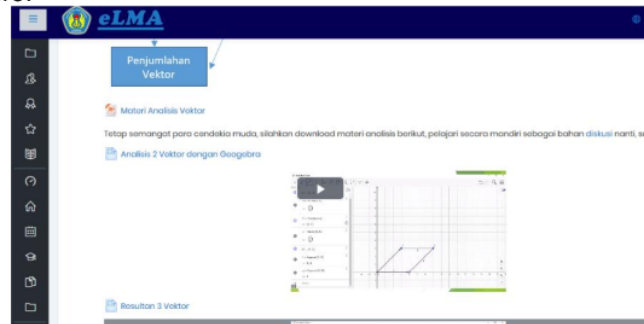 eLMA
Penjumlahan
Vektor
Materi Analisis Vektor
Tetap semangat para cendekia muda, silahkan download materi analisis berikut, pelajari secara mandiri sebagai bahan diskusi nanti, s
Analisis 2 Vektor dengan Geogebra
Resultan 3 Vektor